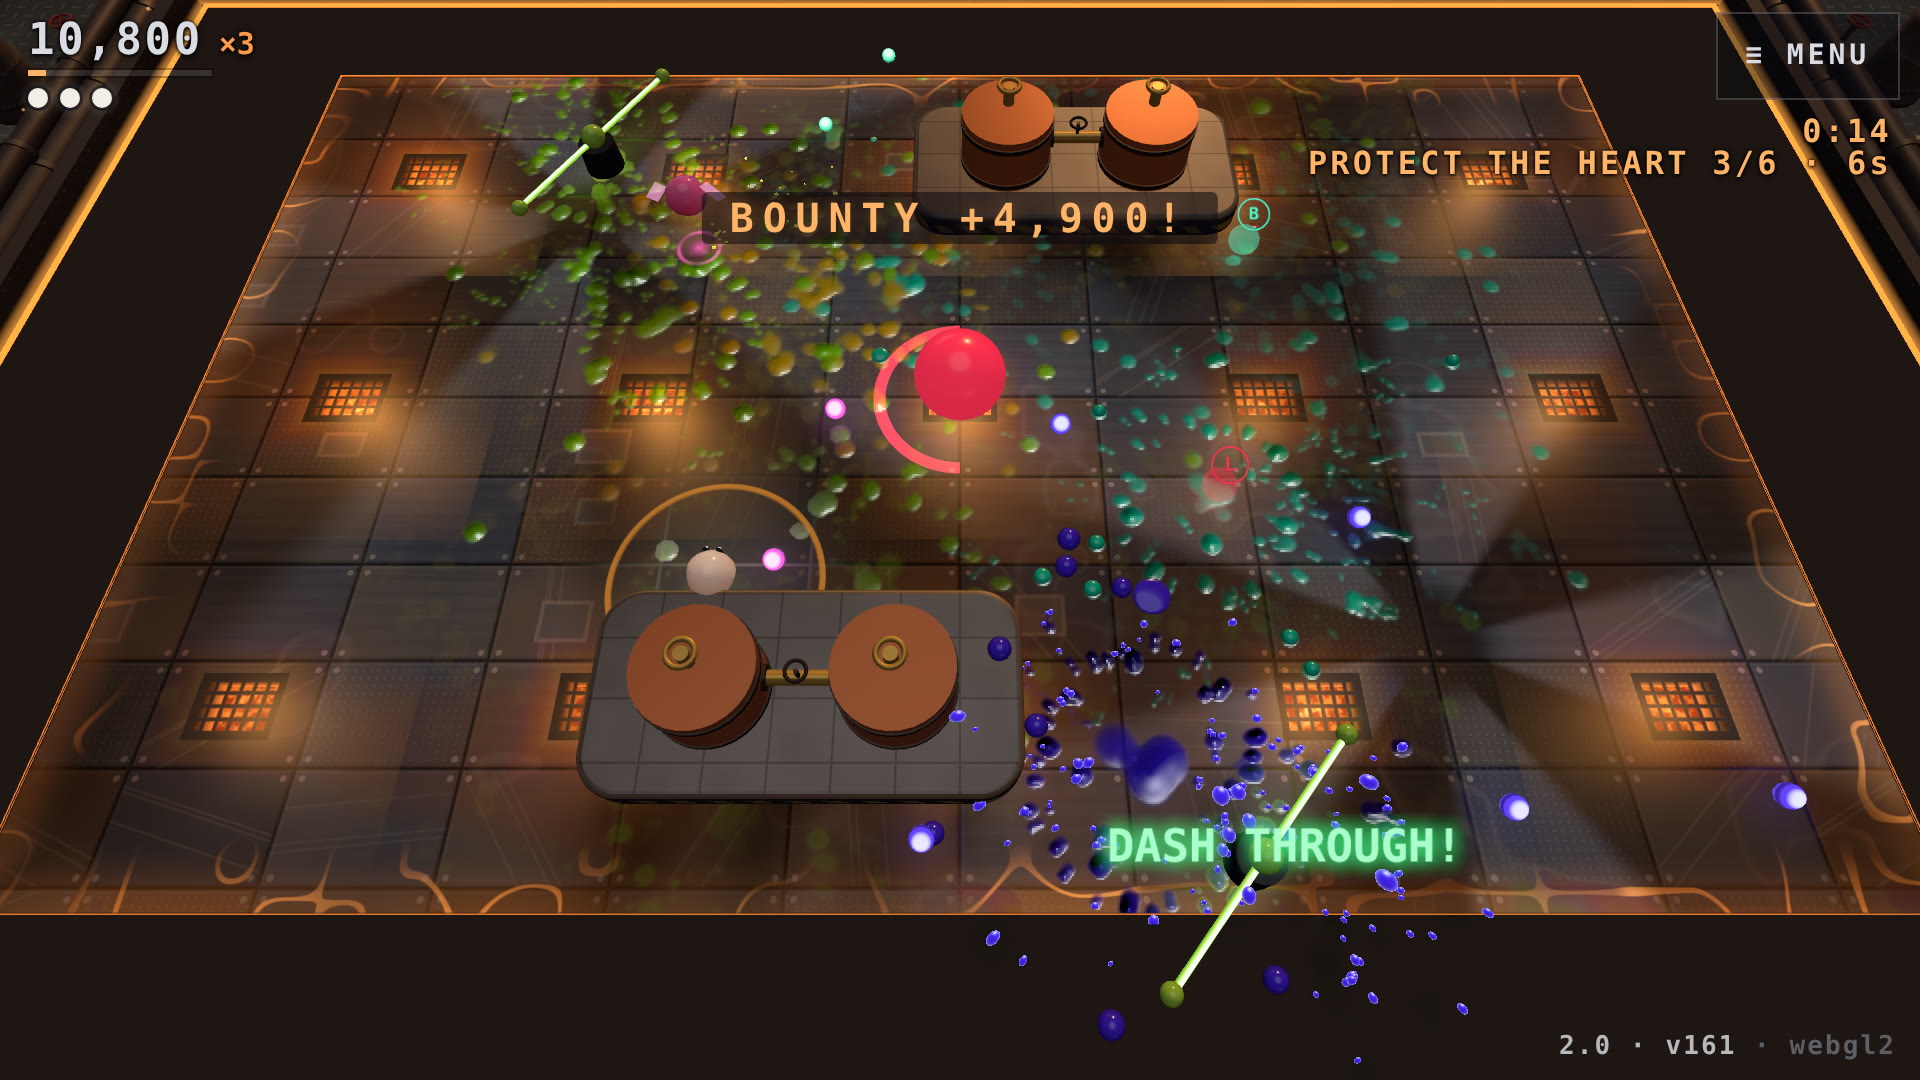 10,800 ×3
≡ MENU
0:14
PROTECT THE HEART 3/6 · 6s
BOUNTY +4,900!
B
L
DASH THROUGH!
2.0 · v161 · webgl2